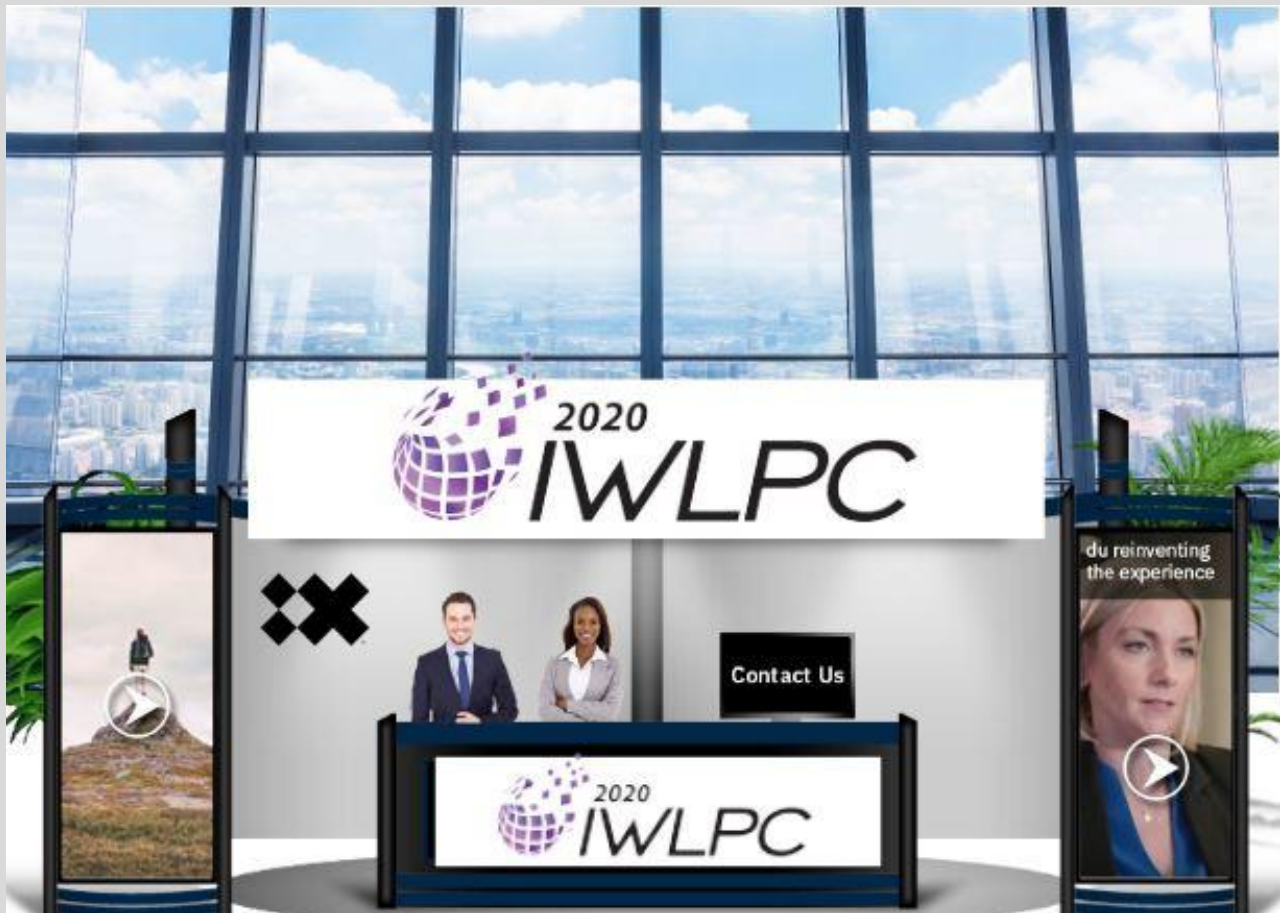 2020
IWLPC
Contact Us
du reinventing
the experience
2020
IWLPC